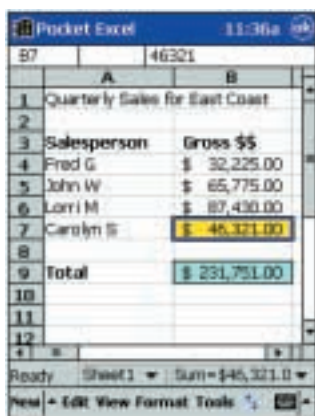 Pocket Excel 11:36a ok
B7 46321
A B
1 Quarterly Sales for East Coast
2
3 Salesperson Gross $$
4 Fred G $ 32,225.00
5 John W $ 65,775.00
6 Lorri M $ 87,430.00
7 Carolyn S $ 46,321.00
8
9 Total $ 231,751.00
10
11
12
Ready Sheet1 Sum=$46,321.0
New Edit View Format Tools